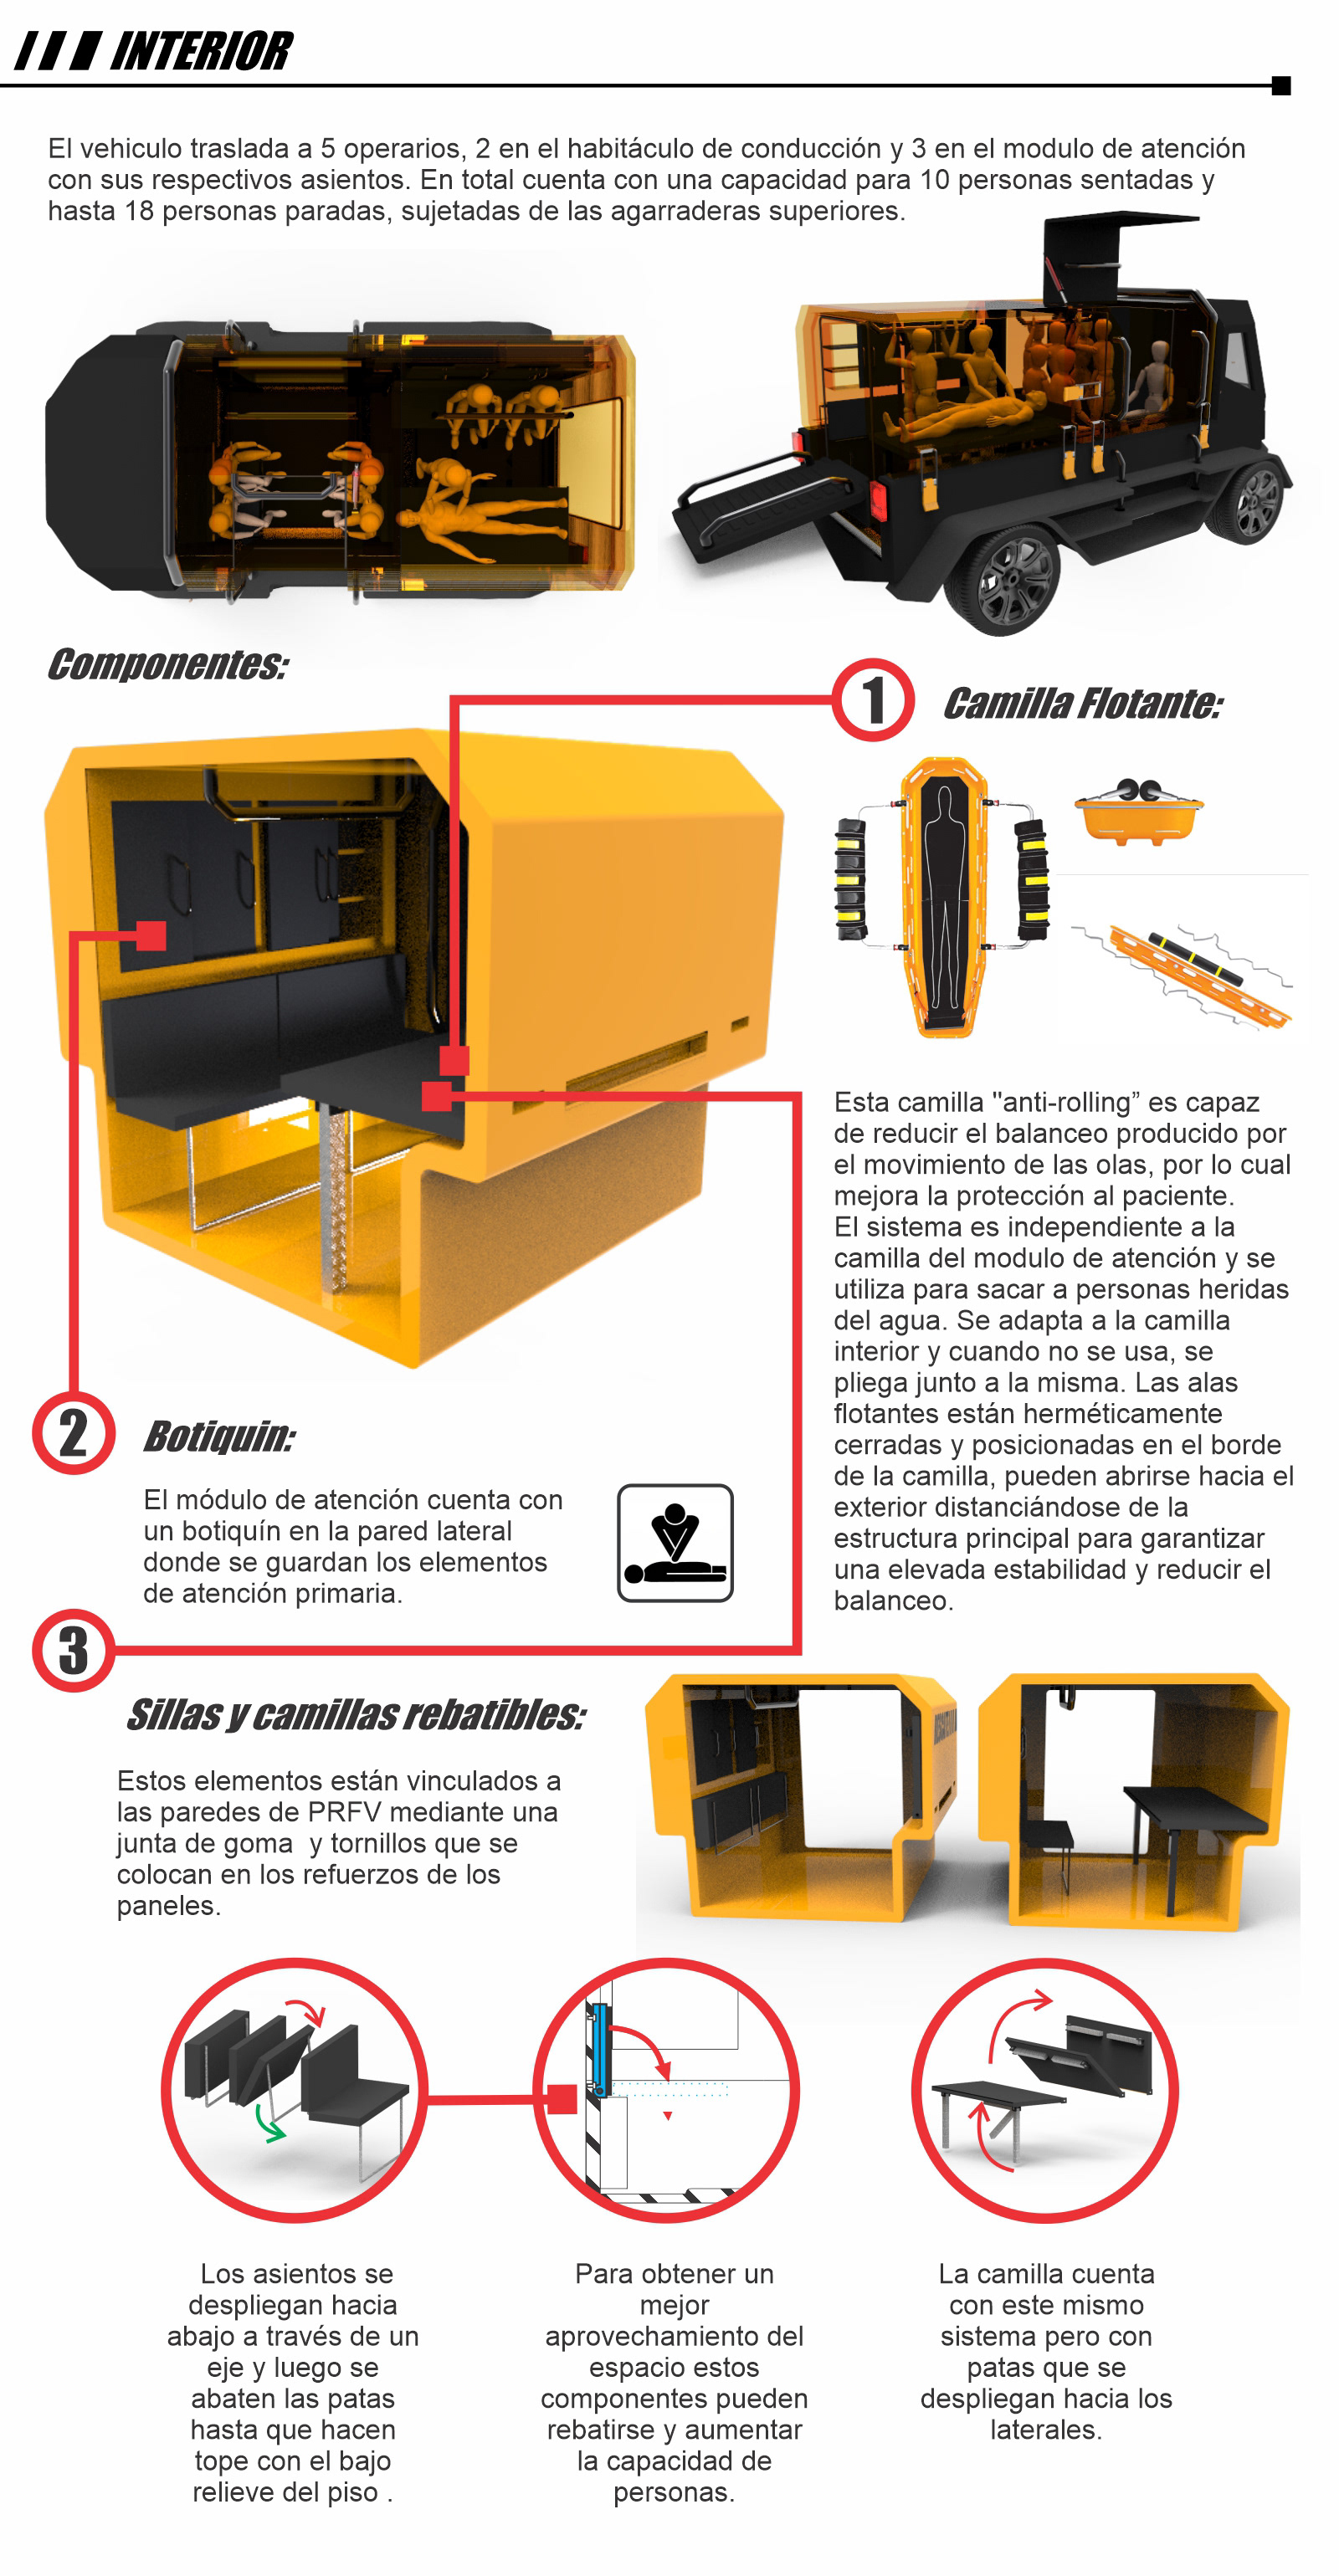 INTERIOR
El vehiculo traslada a 5 operarios, 2 en el habitáculo de conducción y 3 en el modulo de atención
con sus respectivos asientos. En total cuenta con una capacidad para 10 personas sentadas y
hasta 18 personas paradas, sujetadas de las agarraderas superiores.
Componentes:
1
Camilla Flotante:
Esta camilla "anti-rolling” es capaz
de reducir el balanceo producido por
el movimiento de las olas, por lo cual
mejora la protección al paciente.
El sistema es independiente a la
camilla del modulo de atención y se
utiliza para sacar a personas heridas
del agua. Se adapta a la camilla
interior y cuando no se usa, se
pliega junto a la misma. Las alas
flotantes están herméticamente
cerradas y posicionadas en el borde
de la camilla, pueden abrirse hacia el
exterior distanciándose de la
estructura principal para garantizar
una elevada estabilidad y reducir el
balanceo.
2
Botiquin:
El módulo de atención cuenta con
un botiquín en la pared lateral
donde se guardan los elementos
de atención primaria.
3
Sillas y camillas rebatibles:
Estos elementos están vinculados a
las paredes de PRFV mediante una
junta de goma  y tornillos que se
colocan en los refuerzos de los
paneles.
Los asientos se
despliegan hacia
abajo a través de un
eje y luego se
abaten las patas
hasta que hacen
tope con el bajo
relieve del piso .
Para obtener un
mejor
aprovechamiento del
espacio estos
componentes pueden
rebatirse y aumentar
la capacidad de
personas.
La camilla cuenta
con este mismo
sistema pero con
patas que se
despliegan hacia los
laterales.